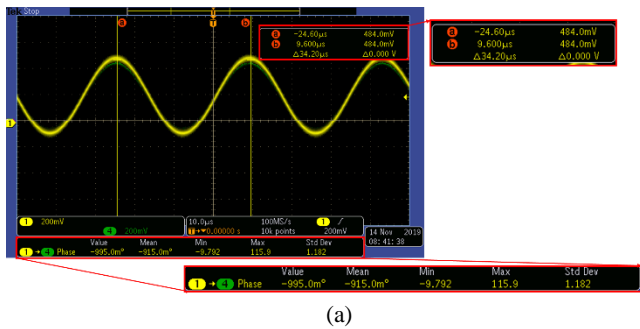 Tek Stop
a
b
T
a -24.60µs 484.0mV
b 9.600µs 484.0mV
Δ34.20µs Δ0.000 V
a -24.60µs 484.0mV
b 9.600µs 484.0mV
Δ34.20µs Δ0.000 V
1
1 200mV
4 200mV
10.0µs 100MS/s 1
T→▼0.00000 s 10k points 200mV
14 Nov 2019
08:41:38
Value Mean Min Max Std Dev
1 → 4 Phase -995.0m° -915.0m° -9.792 115.9 1.182
Value Mean Min Max Std Dev
1 → 4 Phase -995.0m° -915.0m° -9.792 115.9 1.182
(a)